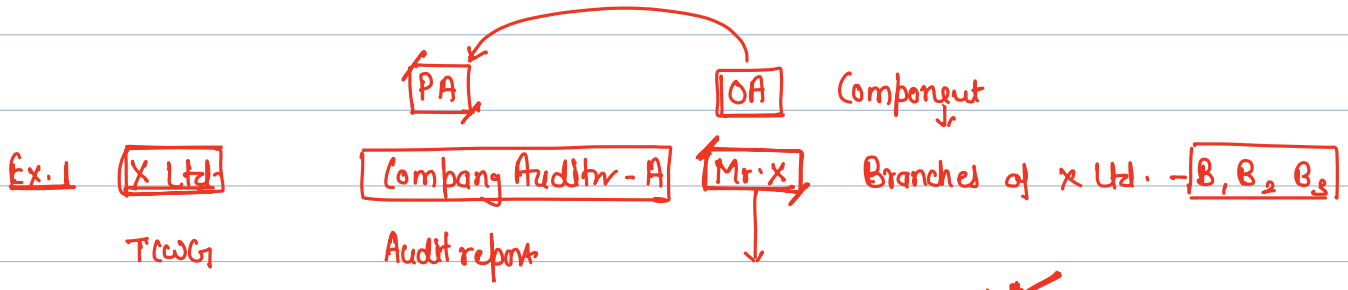 PA OA Component
Ex. 1 X Ltd. Company Auditor - A Mr. X Branches of x Ltd. - B, B2 B3
TCWG Audit report